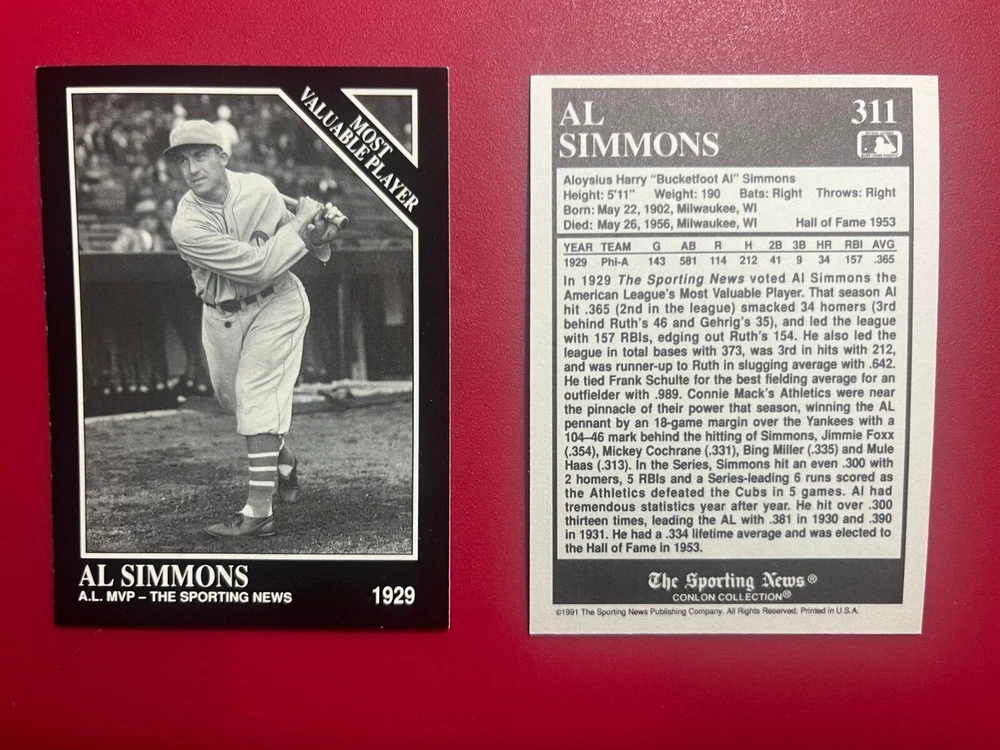 MOST
VALUABLE PLAYER
AL SIMMONS
A.L. MVP – THE SPORTING NEWS
1929
AL
SIMMONS
311
Aloysius Harry "Bucketfoot Al" Simmons
Height: 5'11" Weight: 190 Bats: Right Throws: Right
Born: May 22, 1902, Milwaukee, WI
Died: May 26, 1956, Milwaukee, WI Hall of Fame 1953
YEAR TEAM G AB R H 2B 3B HR RBI AVG
1929 Phi-A 143 581 114 212 41 9 34 157 .365
In 1929 The Sporting News voted Al Simmons the
American League's Most Valuable Player. That season Al
hit .365 (2nd in the league) smacked 34 homers (3rd
behind Ruth's 46 and Gehrig's 35), and led the league
with 157 RBIs, edging out Ruth's 154. He also led the
league in total bases with 373, was 3rd in hits with 212,
and was runner-up to Ruth in slugging average with .642.
He tied Frank Schulte for the best fielding average for an
outfielder with .989. Connie Mack's Athletics were near
the pinnacle of their power that season, winning the AL
pennant by an 18-game margin over the Yankees with a
104–46 mark behind the hitting of Simmons, Jimmie Foxx
(.354), Mickey Cochrane (.331), Bing Miller (.335) and Mule
Haas (.313). In the Series, Simmons hit an even .300 with
2 homers, 5 RBIs and a Series-leading 6 runs scored as
the Athletics defeated the Cubs in 5 games. Al had
tremendous statistics year after year. He hit over .300
thirteen times, leading the AL with .381 in 1930 and .390
in 1931. He had a .334 lifetime average and was elected to
the Hall of Fame in 1953.
The Sporting News®
CONLON COLLECTION®
©1991 The Sporting News Publishing Company. All Rights Reserved, Printed in U.S.A.